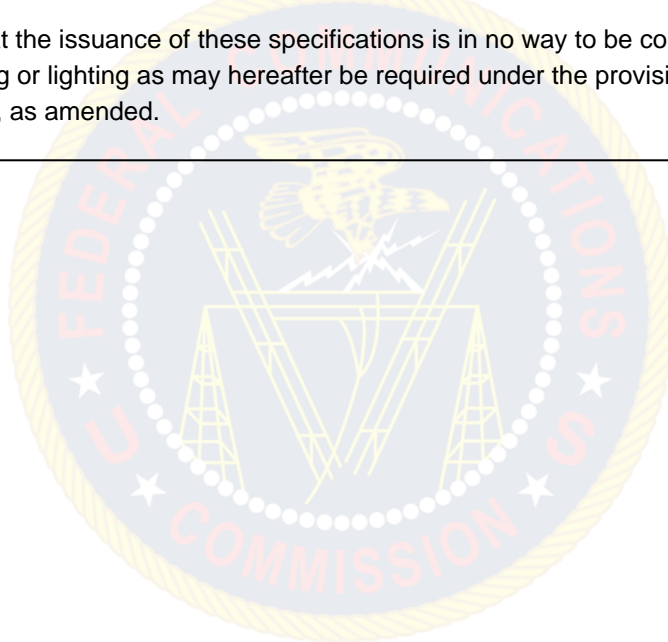 t the issuance of these specifications is in no way to be co
g or lighting as may hereafter be required under the provisi
, as amended.
FEDERAL COMMUNICATIONS
U S
COMMISSION